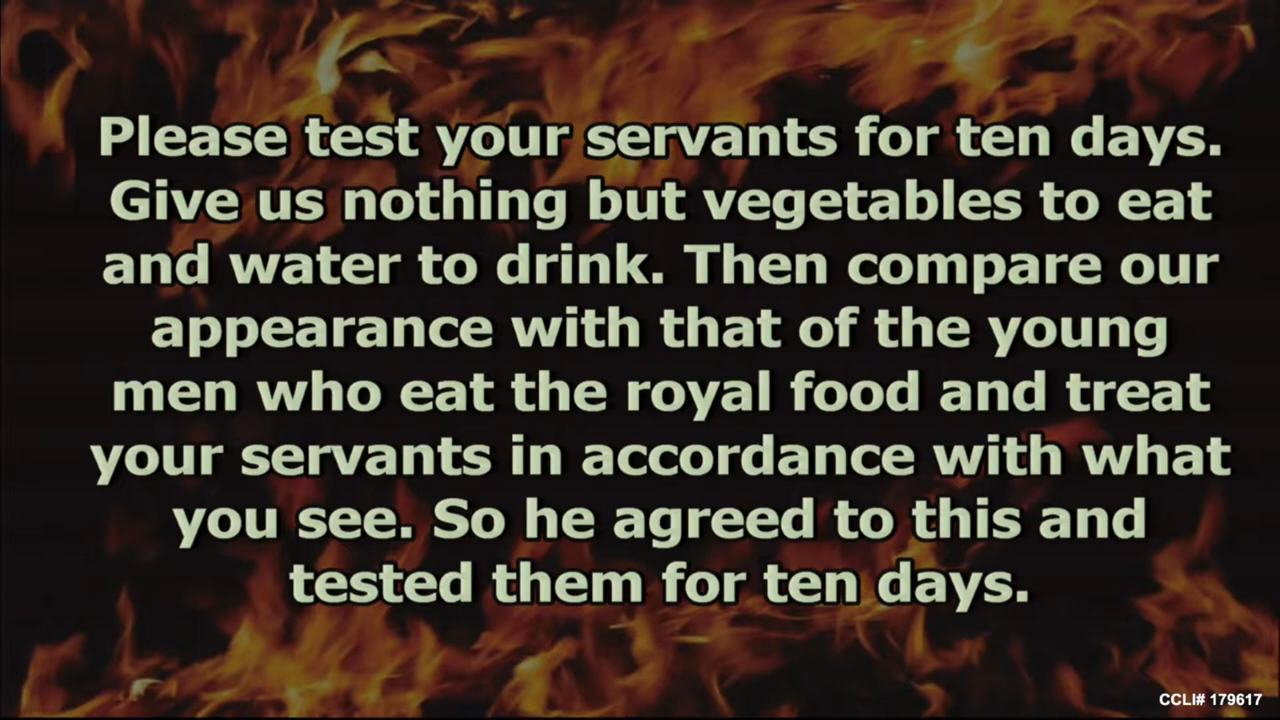 Please test your servants for ten days.
Give us nothing but vegetables to eat
and water to drink. Then compare our
appearance with that of the young
men who eat the royal food and treat
your servants in accordance with what
you see. So he agreed to this and
tested them for ten days.
CCLI# 179617